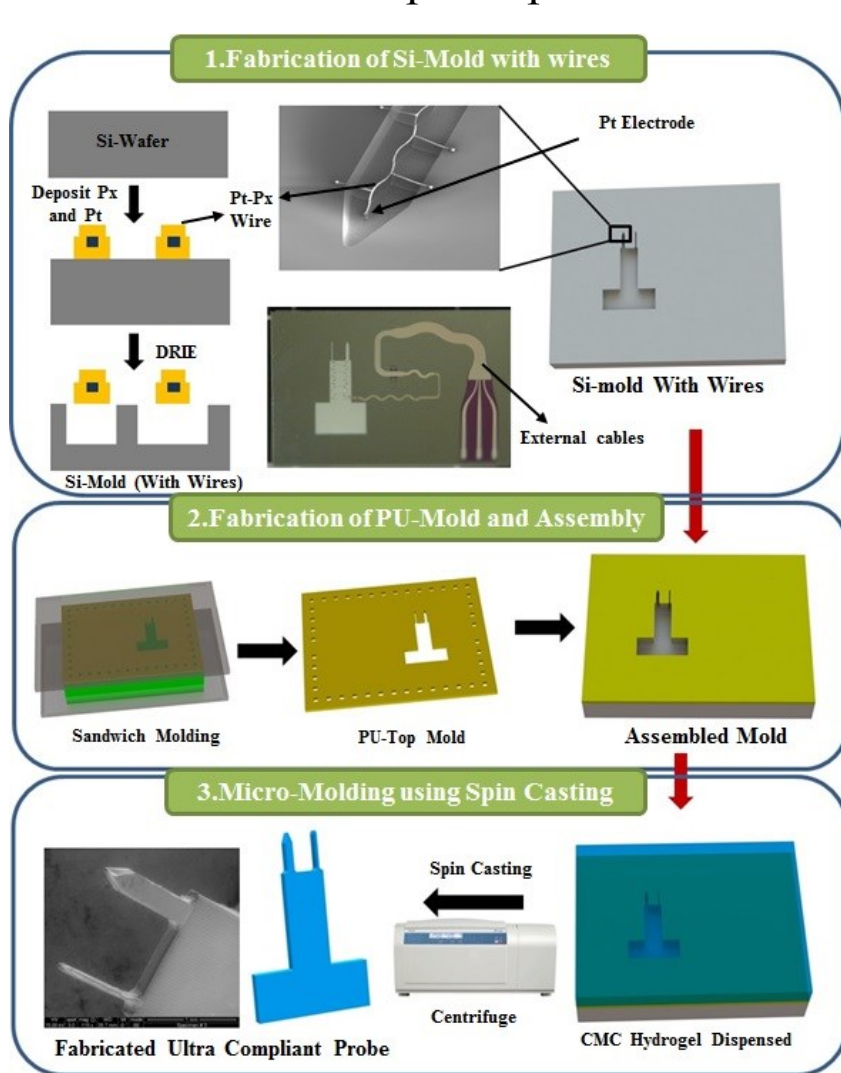 1.Fabrication of Si-Mold with wires
Si-Wafer
Deposit Px
and Pt
Pt-Px
Wire
Pt Electrode
DRIE
Si-Mold (With Wires)
External cables
Si-mold With Wires
2.Fabrication of PU-Mold and Assembly
Sandwich Molding
PU-Top Mold
Assembled Mold
3.Micro-Molding using Spin Casting
Spin Casting
Centrifuge
Fabricated Ultra Compliant Probe
CMC Hydrogel Dispensed